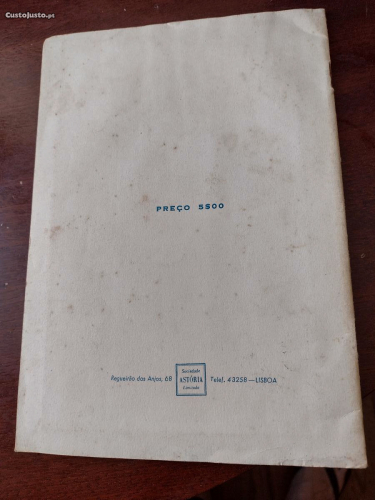 CustoJusto.pt
PREÇO 5$00
Regueirão dos Anjos, 68
Sociedade
ASTÓRIA
Limitada
Telef. 43258—LISBOA